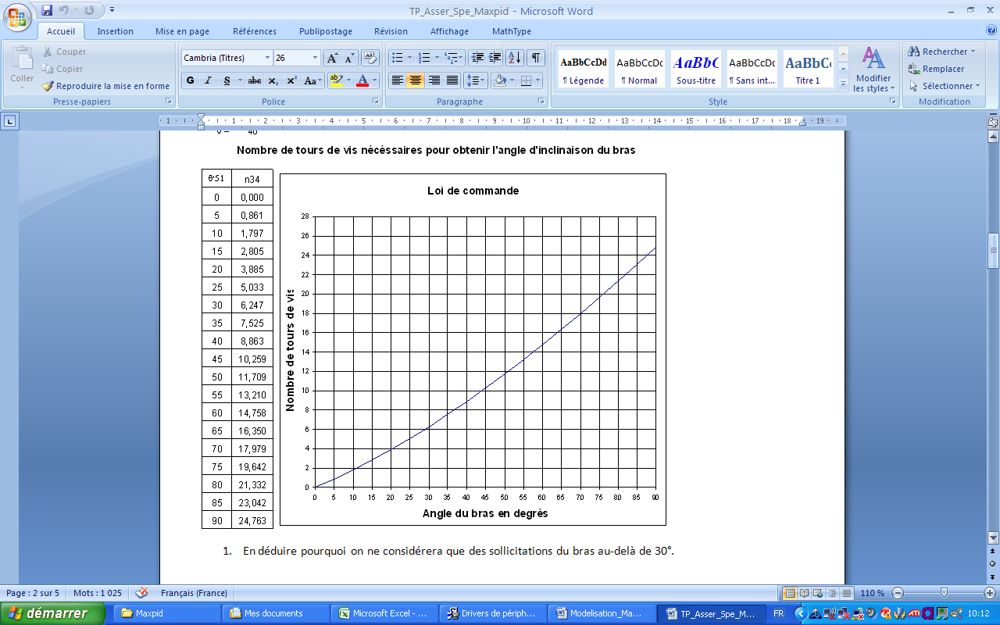 TP_Asser_Spe_Maxpid - Microsoft Word
Accueil Insertion Mise en page Références Publipostage Révision Affichage MathType
Coller
Couper
Copier
Reproduire la mise en forme
Presse-papiers
Cambria (Titres) 26
G I S abc x₂ x² Aa
Police
Paragraphe
AaBbCcDd AaBbCcDc AaBbC AaBbCcDc AaBbCc
¶ Légende ¶ Normal Sous-titre ¶ Sans int... Titre 1
Modifier les styles
Style
Rechercher
Remplacer
Sélectionner
Modification
1 1 2 3 4 5 6 7 8 9 10 11 12 13 14 15 16 17 18 19
Nombre de tours de vis nécéssaires pour obtenir l'angle d'inclinaison du bras
θ'51 n34
0 0,000
5 0,861
10 1,797
15 2,805
20 3,885
25 5,033
30 6,247
35 7,525
40 8,863
45 10,259
50 11,709
55 13,210
60 14,758
65 16,350
70 17,979
75 19,642
80 21,332
85 23,042
90 24,763
Loi de commande
Nombre de tours de vis
28
26
24
22
20
18
16
14
12
10
8
6
4
2
0
0 5 10 15 20 25 30 35 40 45 50 55 60 65 70 75 80 85 90
Angle du bras en degrés
1. En déduire pourquoi on ne considérera que des sollicitations du bras au-delà de 30°.
Page : 2 sur 5 Mots : 1 025 Français (France) 110 %
démarrer Maxpid Mes documents Microsoft Excel - ... Drivers de périph... Modelisation_Ma... TP_Asser_Spe_M... FR 10:12